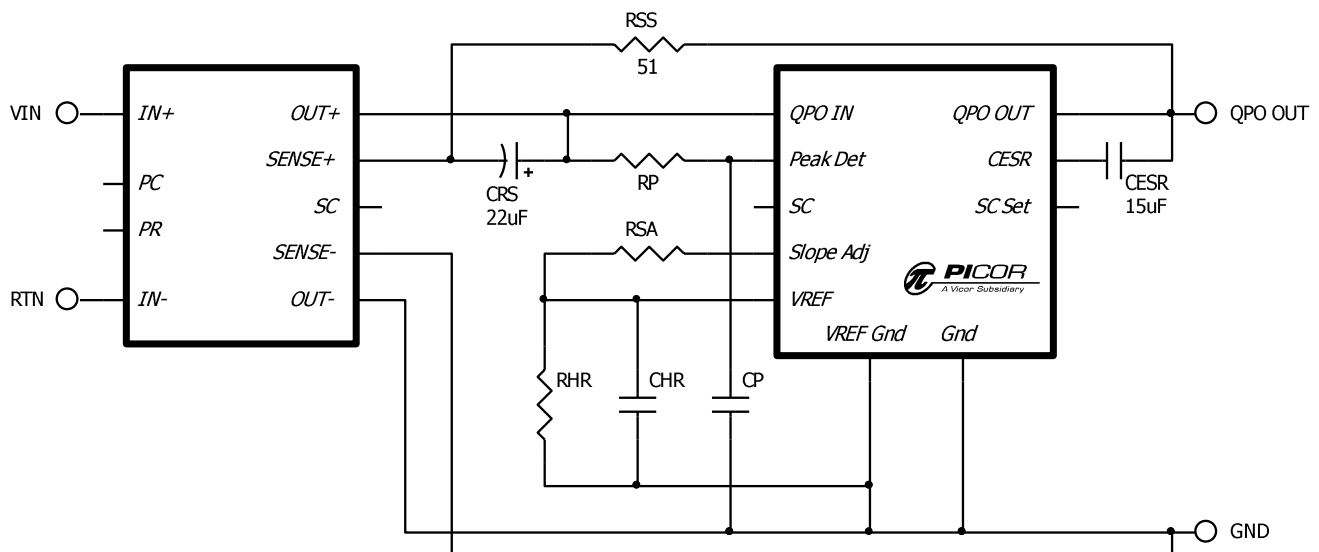 RSS
51
VIN
IN+
OUT+
QPO IN
QPO OUT
QPO OUT
SENSE+
Peak Det
CESR
PC
CRS
22uF
+
RP
CESR
15uF
SC
SC
SC Set
PR
RSA
SENSE-
Slope Adj
PICOR
A Vicor Subsidiary
RTN
IN-
OUT-
VREF
VREF Gnd
Gnd
RHR
CHR
CP
GND